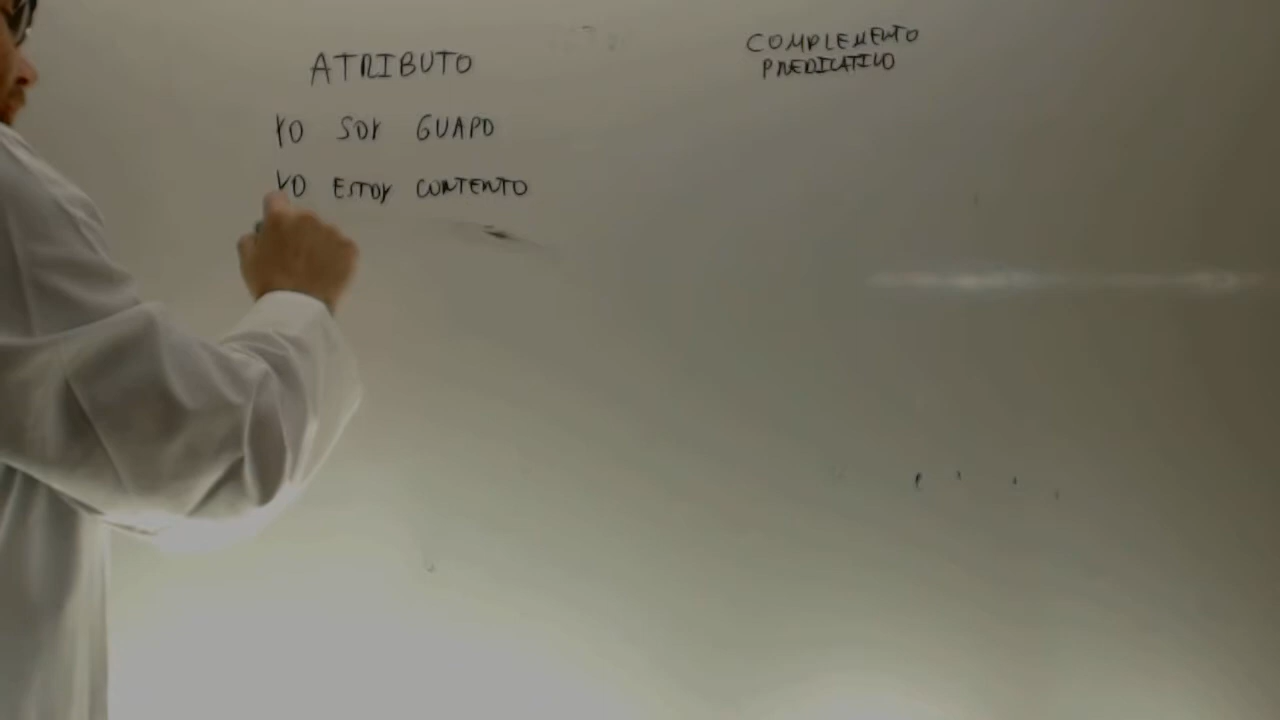 ATRIBUTO
YO SOY GUAPO
YO ESTOY CONTENTO
COMPLEMENTO
PREDICATIVO